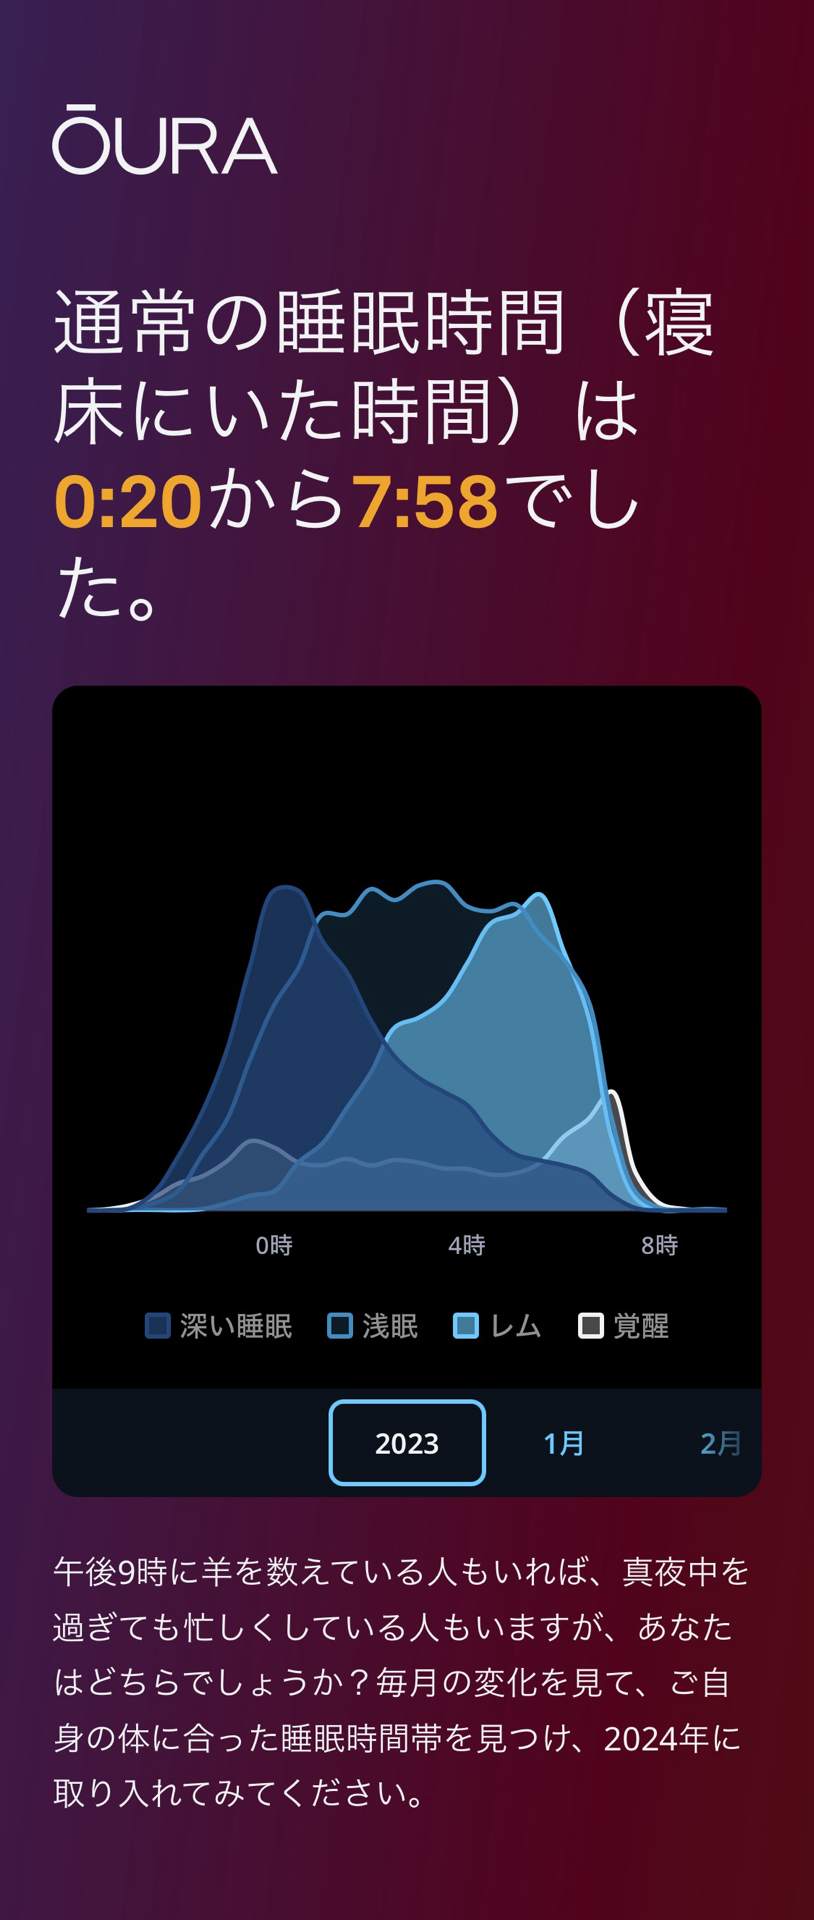 ŌURA
通常の睡眠時間（寝
床にいた時間）は
0:20から7:58でし
た。
0時 4時 8時
深い睡眠 浅眠 レム 覚醒
2023 1月 2月
午後9時に羊を数えている人もいれば、真夜中を
過ぎても忙しくしている人もいますが、あなた
はどちらでしょうか？毎月の変化を見て、ご自
身の体に合った睡眠時間帯を見つけ、2024年に
取り入れてみてください。